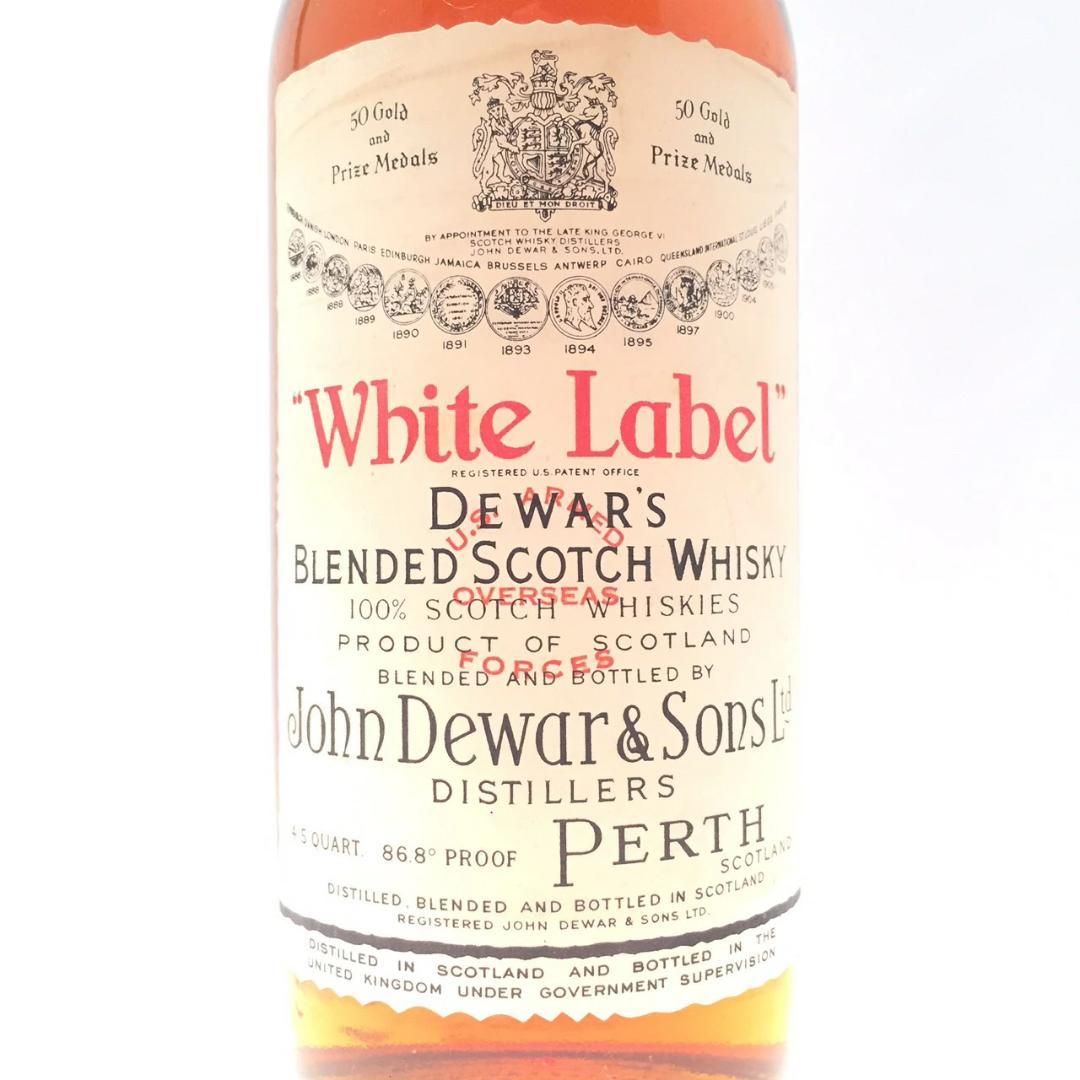 50 Gold
and
Prize Medals
50 Gold
and
Prize Medals
DIEU ET MON DROIT
BY APPOINTMENT TO THE LATE KING GEORGE VI
SCOTCH WHISKY DISTILLERS
JOHN DEWAR & SONS, LTD.
LONDON PARIS EDINBURGH JAMAICA BRUSSELS ANTWERP CAIRO QUEENSLAND INTERNATIONAL
1888 1889 1890 1891 1893 1894 1895 1897 1900 1904
"White Label"
REGISTERED U.S. PATENT OFFICE
DEWAR'S
U.S. ARMED
BLENDED SCOTCH WHISKY
OVERSEAS
100% SCOTCH WHISKIES
PRODUCT OF SCOTLAND
FORCES
BLENDED AND BOTTLED BY
John Dewar & Sons Ltd
DISTILLERS
4/5 QUART. 86.8° PROOF
PERTH
SCOTLAND
DISTILLED, BLENDED AND BOTTLED IN SCOTLAND
REGISTERED JOHN DEWAR & SONS LTD.
DISTILLED IN SCOTLAND AND BOTTLED IN THE
UNITED KINGDOM UNDER GOVERNMENT SUPERVISION